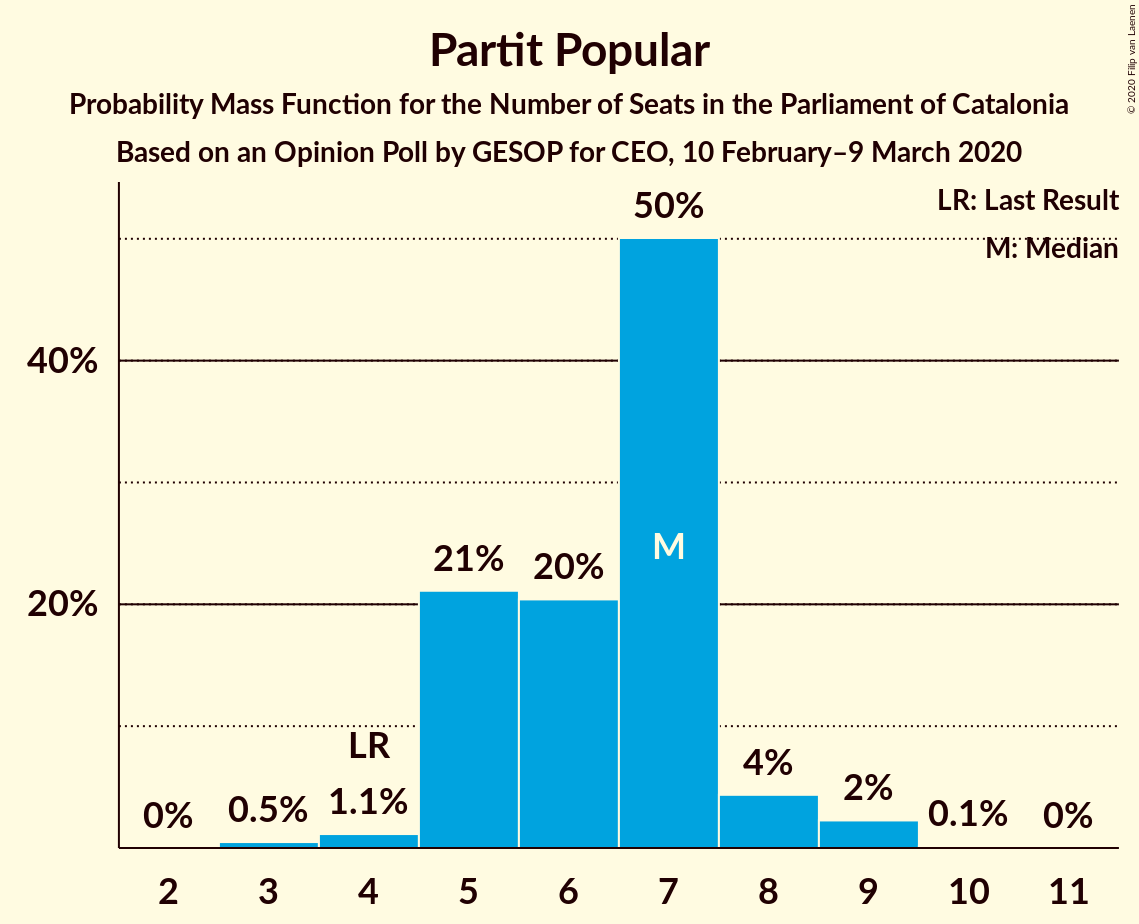 Partit Popular
Probability Mass Function for the Number of Seats in the Parliament of Catalonia
Based on an Opinion Poll by GESOP for CEO, 10 February–9 March 2020
© 2020 Filip van Laenen
LR: Last Result
M: Median
50%
40%
M
21%
20%
20%
LR
0%
0.5%
1.1%
4%
2%
0.1%
0%
2 3 4 5 6 7 8 9 10 11